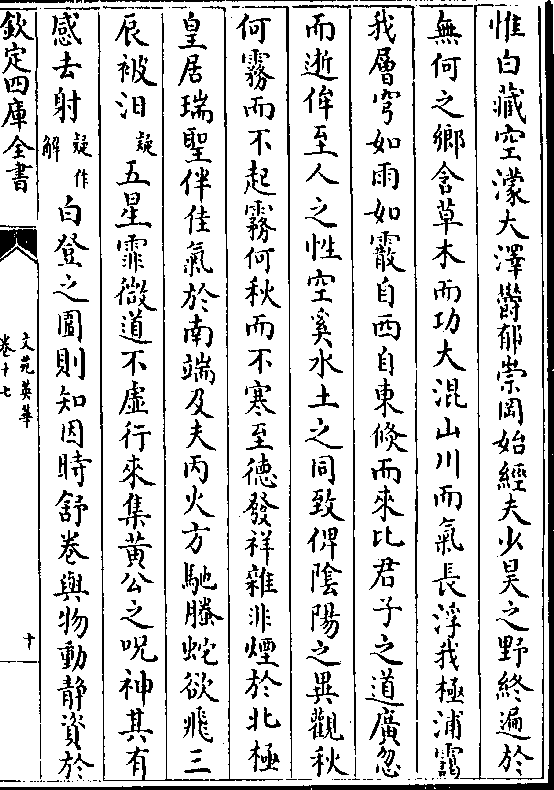 惟白藏空濛大澤鬱郁崇岡始經夫少昊之野終遍於
無何之鄉含草木而功大混山川而氣長浮我極浦靄
我層穹如雨如霰自西自東倏而來比君子之道廣忽
而逝侔至人之性空奚水土之同致俾陰陽之異觀秋
何霧而不起霧何秋而不寒至德發祥雜非煙於北極
皇居瑞聖伴佳氣於南端及夫丙火方馳螣蛇欲飛三
辰被汨疑五星霏微道不虛行來集黃公之呪神其有
感去射疑作解白登之圍則知因時舒卷與物動靜資於
欽定四庫全書
文苑英華
卷十七
十